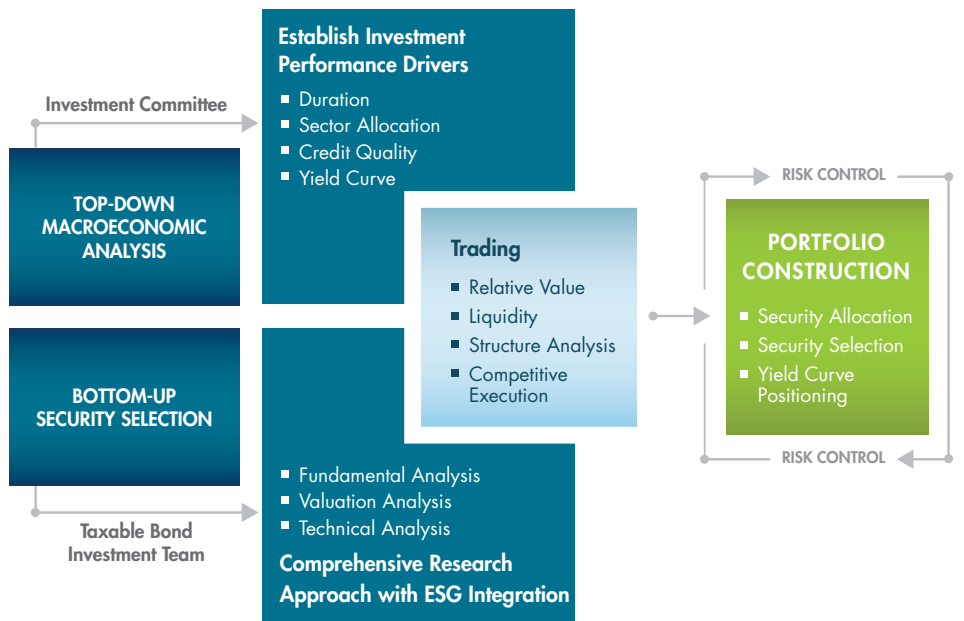 Establish Investment
Performance Drivers
Duration
Sector Allocation
Credit Quality
Yield Curve
Investment Committee
TOP-DOWN
MACROECONOMIC
ANALYSIS
BOTTOM-UP
SECURITY SELECTION
Taxable Bond
Investment Team
Fundamental Analysis
Valuation Analysis
Technical Analysis
Comprehensive Research
Approach with ESG Integration
Trading
Relative Value
Liquidity
Structure Analysis
Competitive
Execution
RISK CONTROL
PORTFOLIO
CONSTRUCTION
Security Allocation
Security Selection
Yield Curve
Positioning
RISK CONTROL